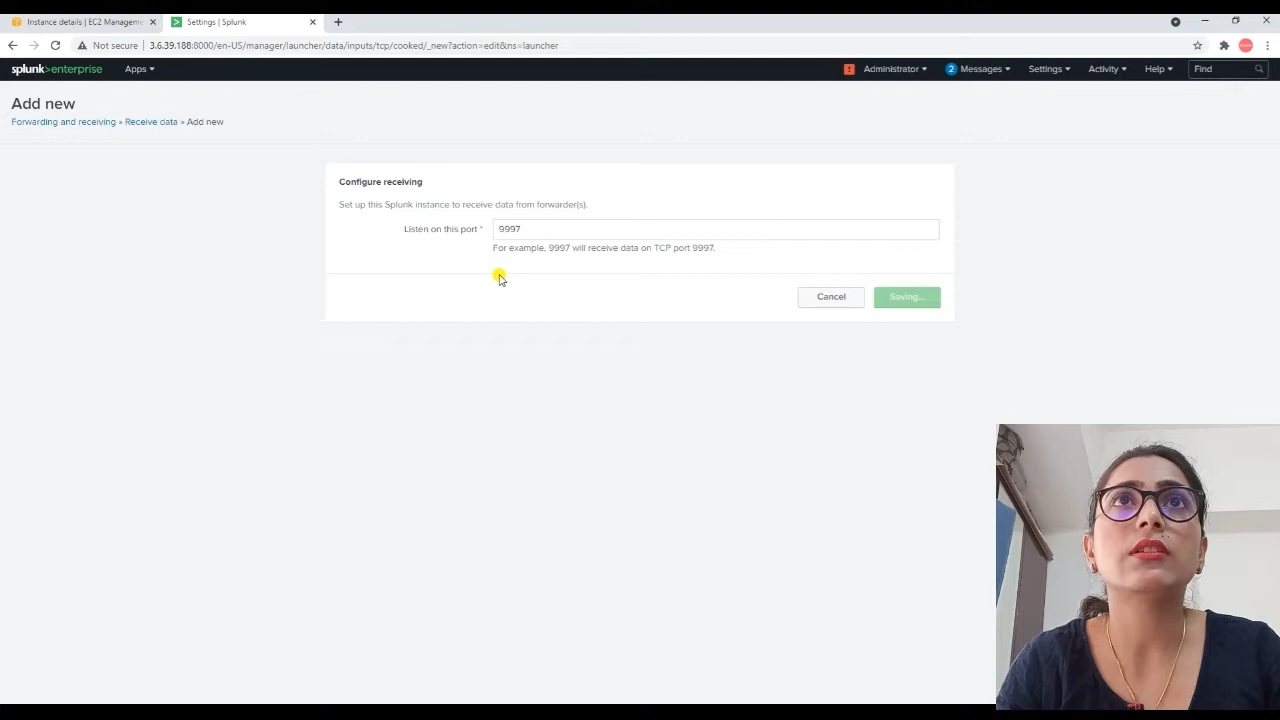 Instance details | EC2 Managem
Settings | Splunk
Not secure
3.6.39.188:8000/en-US/manager/launcher/data/inputs/tcp/cooked/_new?action=edit&ns=launcher
splunk>enterprise
Apps
!
Administrator
2 Messages
Settings
Activity
Help
Find
Add new
Forwarding and receiving » Receive data » Add new
Configure receiving
Set up this Splunk instance to receive data from forwarder(s).
Listen on this port *
9997
For example, 9997 will receive data on TCP port 9997.
Cancel
Saving...